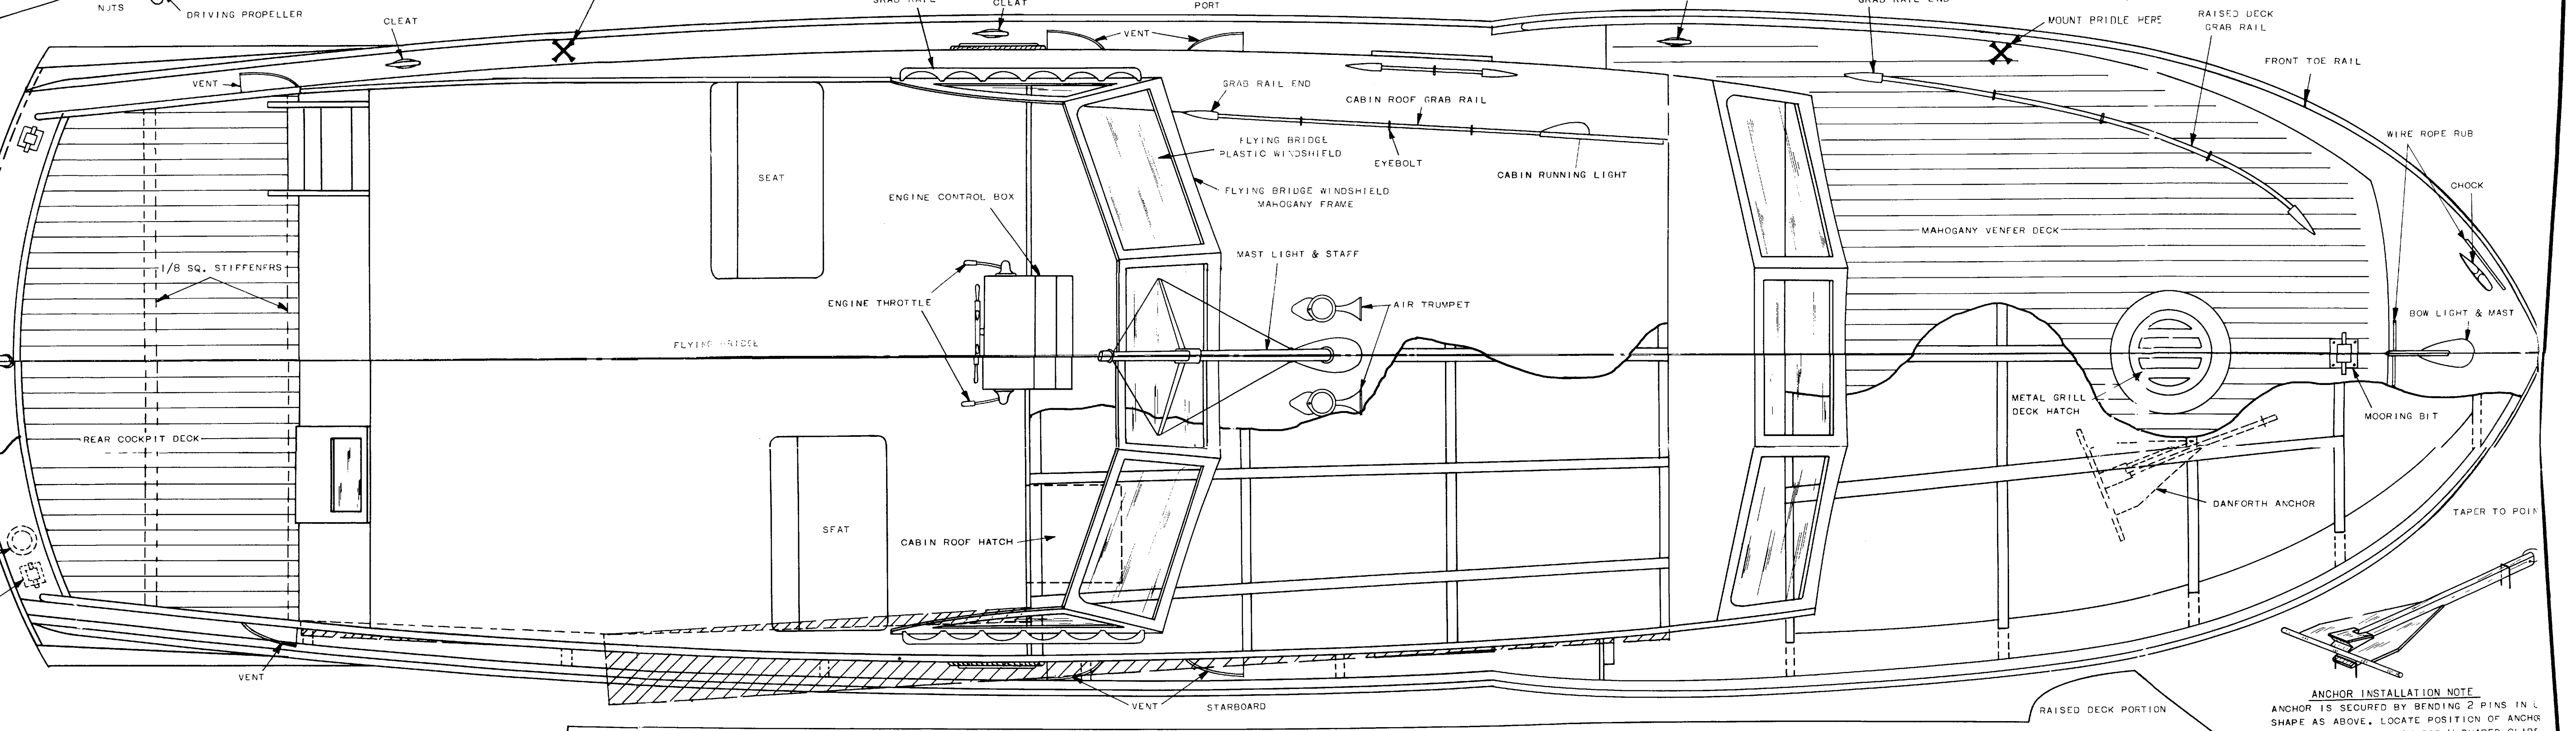 NUTS
DRIVING PROPELLER
CLEAT
CLEAT
PORT
MOUNT BRIDLE HERE
RAISED DECK
GRAB RAIL
VENT
VENT
FRONT TOE RAIL
GRAB RAIL END
CABIN ROOF GRAB RAIL
WIRE ROPE RUB
FLYING BRIDGE
PLASTIC WINDSHIELD
EYEBOLT
CABIN RUNNING LIGHT
SEAT
CHOCK
FLYING BRIDGE WINDSHIELD
MAHOGANY FRAME
ENGINE CONTROL BOX
MAHOGANY VENEER DECK
MAST LIGHT & STAFF
1/8 SQ. STIFFENERS
ENGINE THROTTLE
AIR TRUMPET
BOW LIGHT & MAST
FLYING BRIDGE
METAL GRILL
DECK HATCH
MOORING BIT
REAR COCKPIT DECK
DANFORTH ANCHOR
TAPER TO POIN
SEAT
CABIN ROOF HATCH
VENT
VENT
STARBOARD
RAISED DECK PORTION
ANCHOR INSTALLATION NOTE
ANCHOR IS SECURED BY BENDING 2 PINS IN
SHAPE AS ABOVE. LOCATE POSITION OF ANCHOR